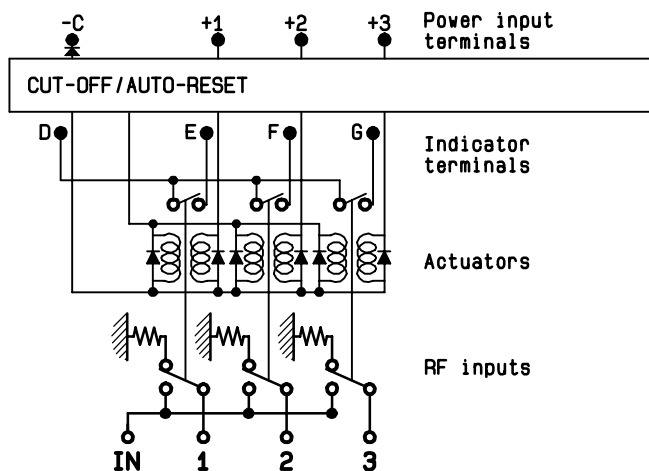 -C +1 +2 +3 Power input
terminals
CUT-OFF/AUTO-RESET
D E F G Indicator
terminals
Actuators
RF inputs
IN 1 2 3